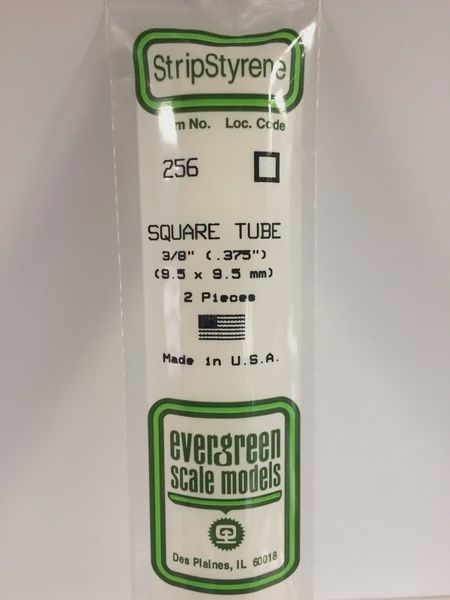 StripStyrene
m No. Loc. Code
256
SQUARE TUBE
3/8" (.375")
(9.5 x 9.5 mm)
2 Pieces
Made in U.S.A.
evergreen
scale models
Des Plaines, IL 60018